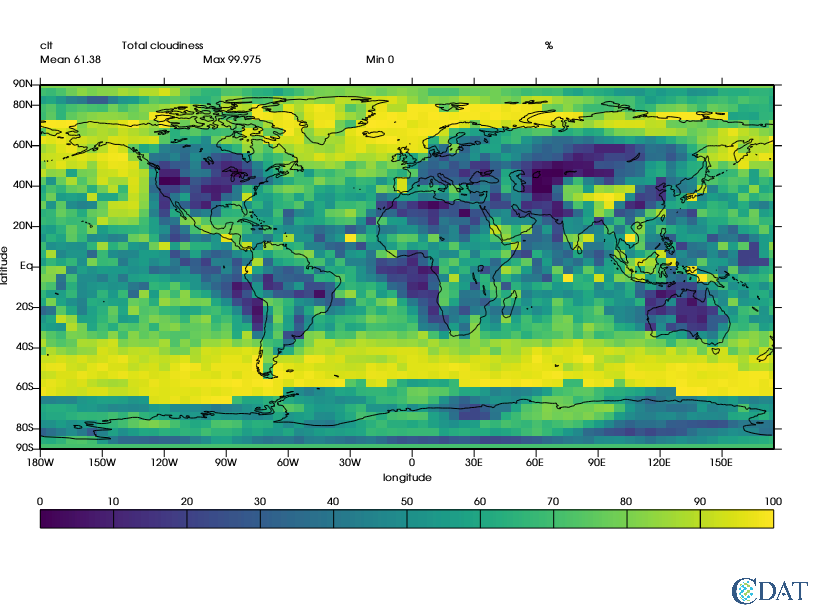 clt Total cloudiness %
Mean 61.38 Max 99.975 Min 0
90N
80N
60N
40N
20N
Eq
20S
40S
60S
80S
90S
latitude
180W 150W 120W 90W 60W 30W 0 30E 60E 90E 120E 150E
longitude
0 10 20 30 40 50 60 70 80 90 100
CDAT